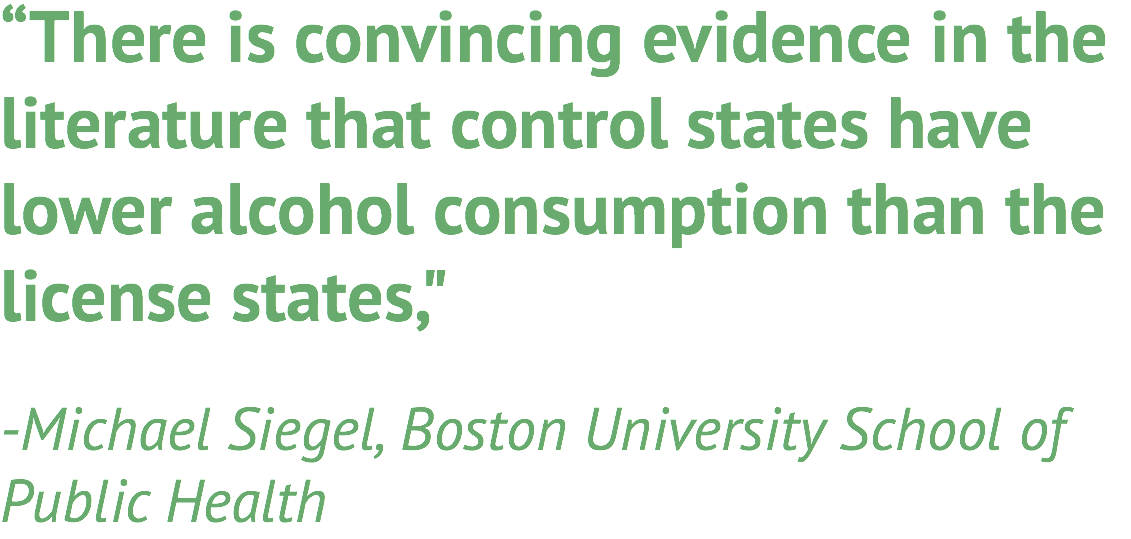 “There is convincing evidence in the
literature that control states have
lower alcohol consumption than the
license states,"
-Michael Siegel, Boston University School of
Public Health